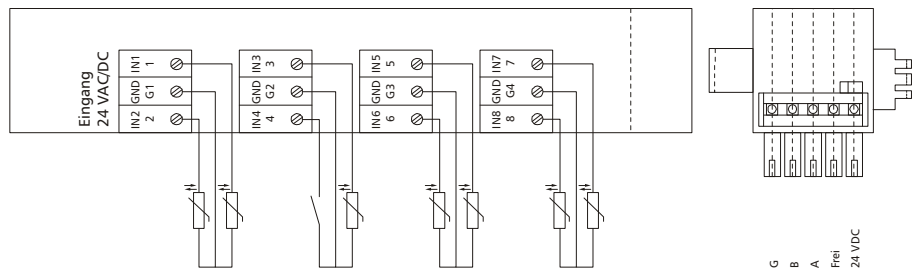 Eingang
24 VAC/DC
IN1 1
GND G1
IN2 2
IN3 3
GND G2
IN4 4
IN5 5
GND G3
IN6 6
IN7 7
GND G4
IN8 8
G
B
A
Frei
24 VDC